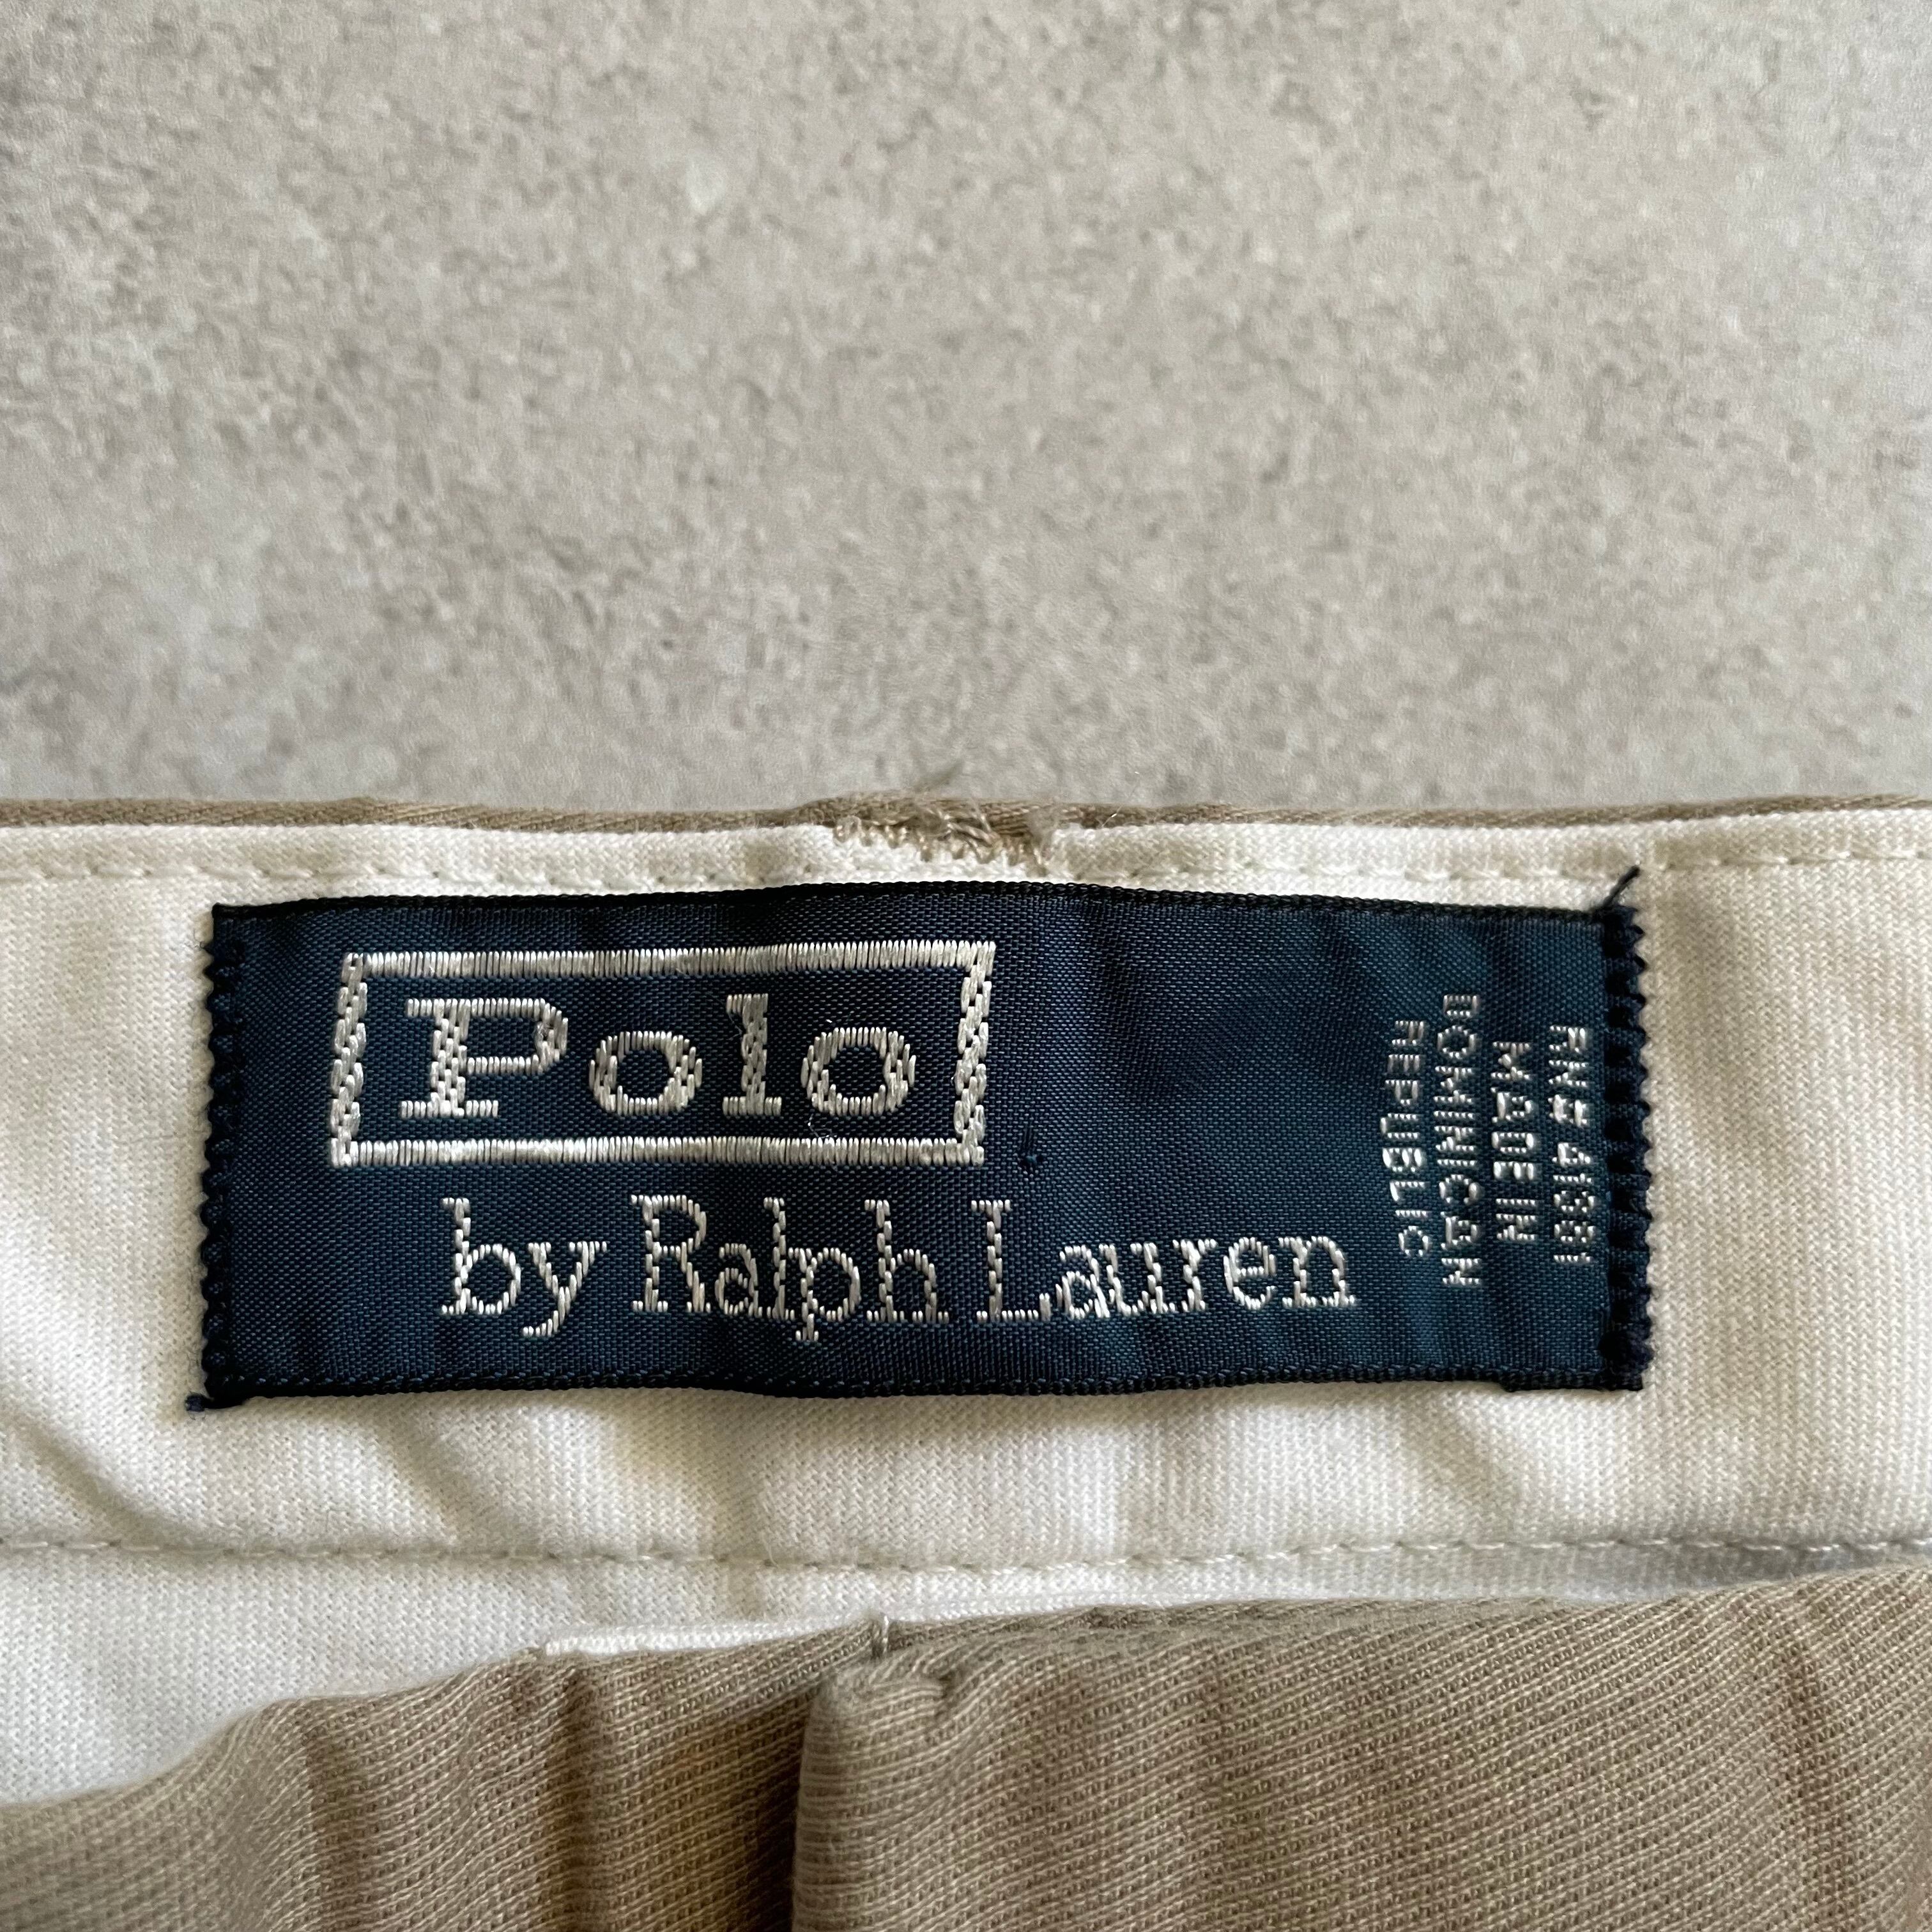 Polo
by Ralph Lauren
RN# 41381
MADE IN
DOMINICAN
REPUBLIC